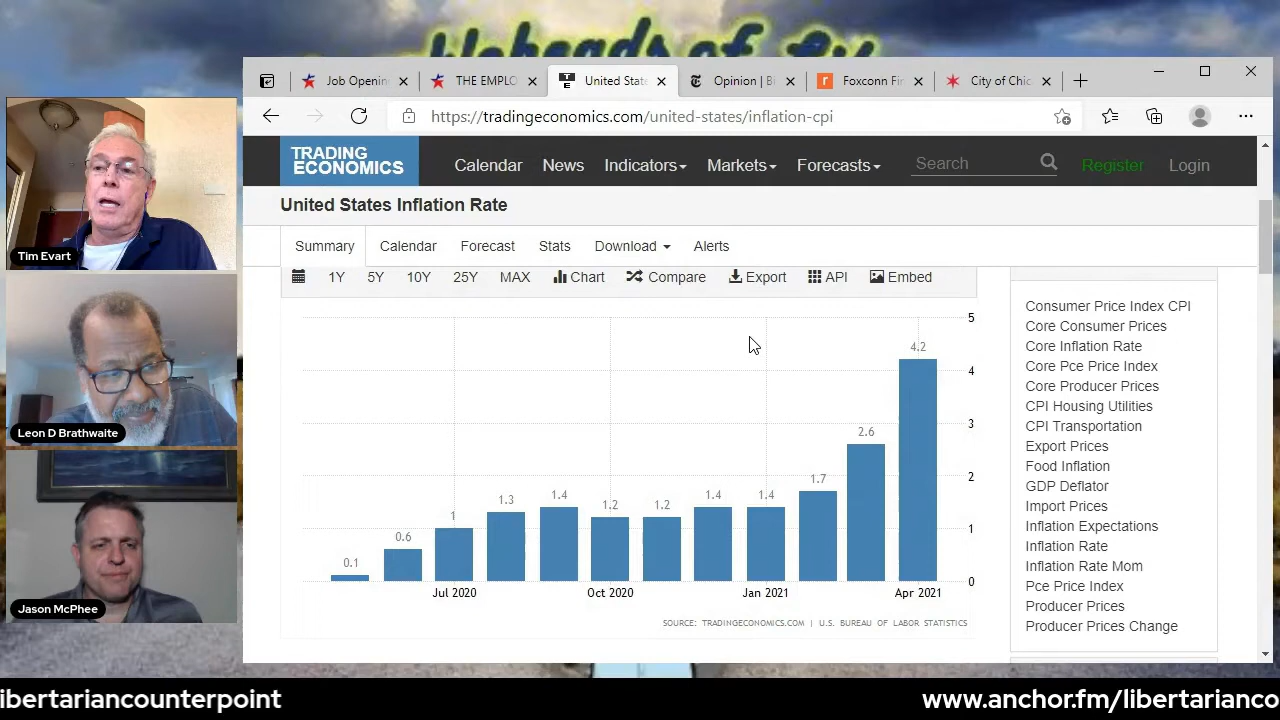 Job Openin
THE EMPLO
United State
Opinion | Bi
Foxconn Fir
City of Chic
https://tradingeconomics.com/united-states/inflation-cpi
TRADING
ECONOMICS
Calendar News Indicators Markets Forecasts Search Register Login
United States Inflation Rate
Summary Calendar Forecast Stats Download Alerts
1Y 5Y 10Y 25Y MAX Chart Compare Export API Embed
5
4
3
2
1
0
0.1
0.6
1
1.3
1.4
1.2
1.2
1.4
1.4
1.7
2.6
4.2
Jul 2020 Oct 2020 Jan 2021 Apr 2021
SOURCE: TRADINGECONOMICS.COM | U.S. BUREAU OF LABOR STATISTICS
Consumer Price Index CPI
Core Consumer Prices
Core Inflation Rate
Core Pce Price Index
Core Producer Prices
CPI Housing Utilities
CPI Transportation
Export Prices
Food Inflation
GDP Deflator
Import Prices
Inflation Expectations
Inflation Rate
Inflation Rate Mom
Pce Price Index
Producer Prices
Producer Prices Change
Tim Evart
Leon D Brathwaite
Jason McPhee
ibertariancounterpoint
www.anchor.fm/libertarianco